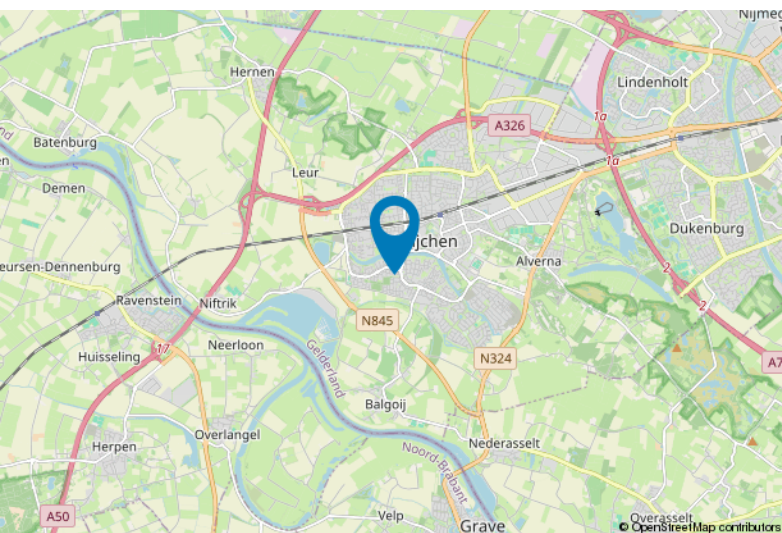 Nijmeg
Hernen
Lindenholt
A326
1a
Batenburg
1a
Leur
Demen
Dukenburg
jchen
Alverna
eursen-Dennenburg
2
Ravenstein
Niftrik
2
N845
Neerloon
17
Huisseling
Gelderland
N324
A7
Balgoij
Overlangel
Nederasselt
Herpen
Noord-Brabant
A50
Velp
Overasselt
Grave
© OpenStreetMap contributors